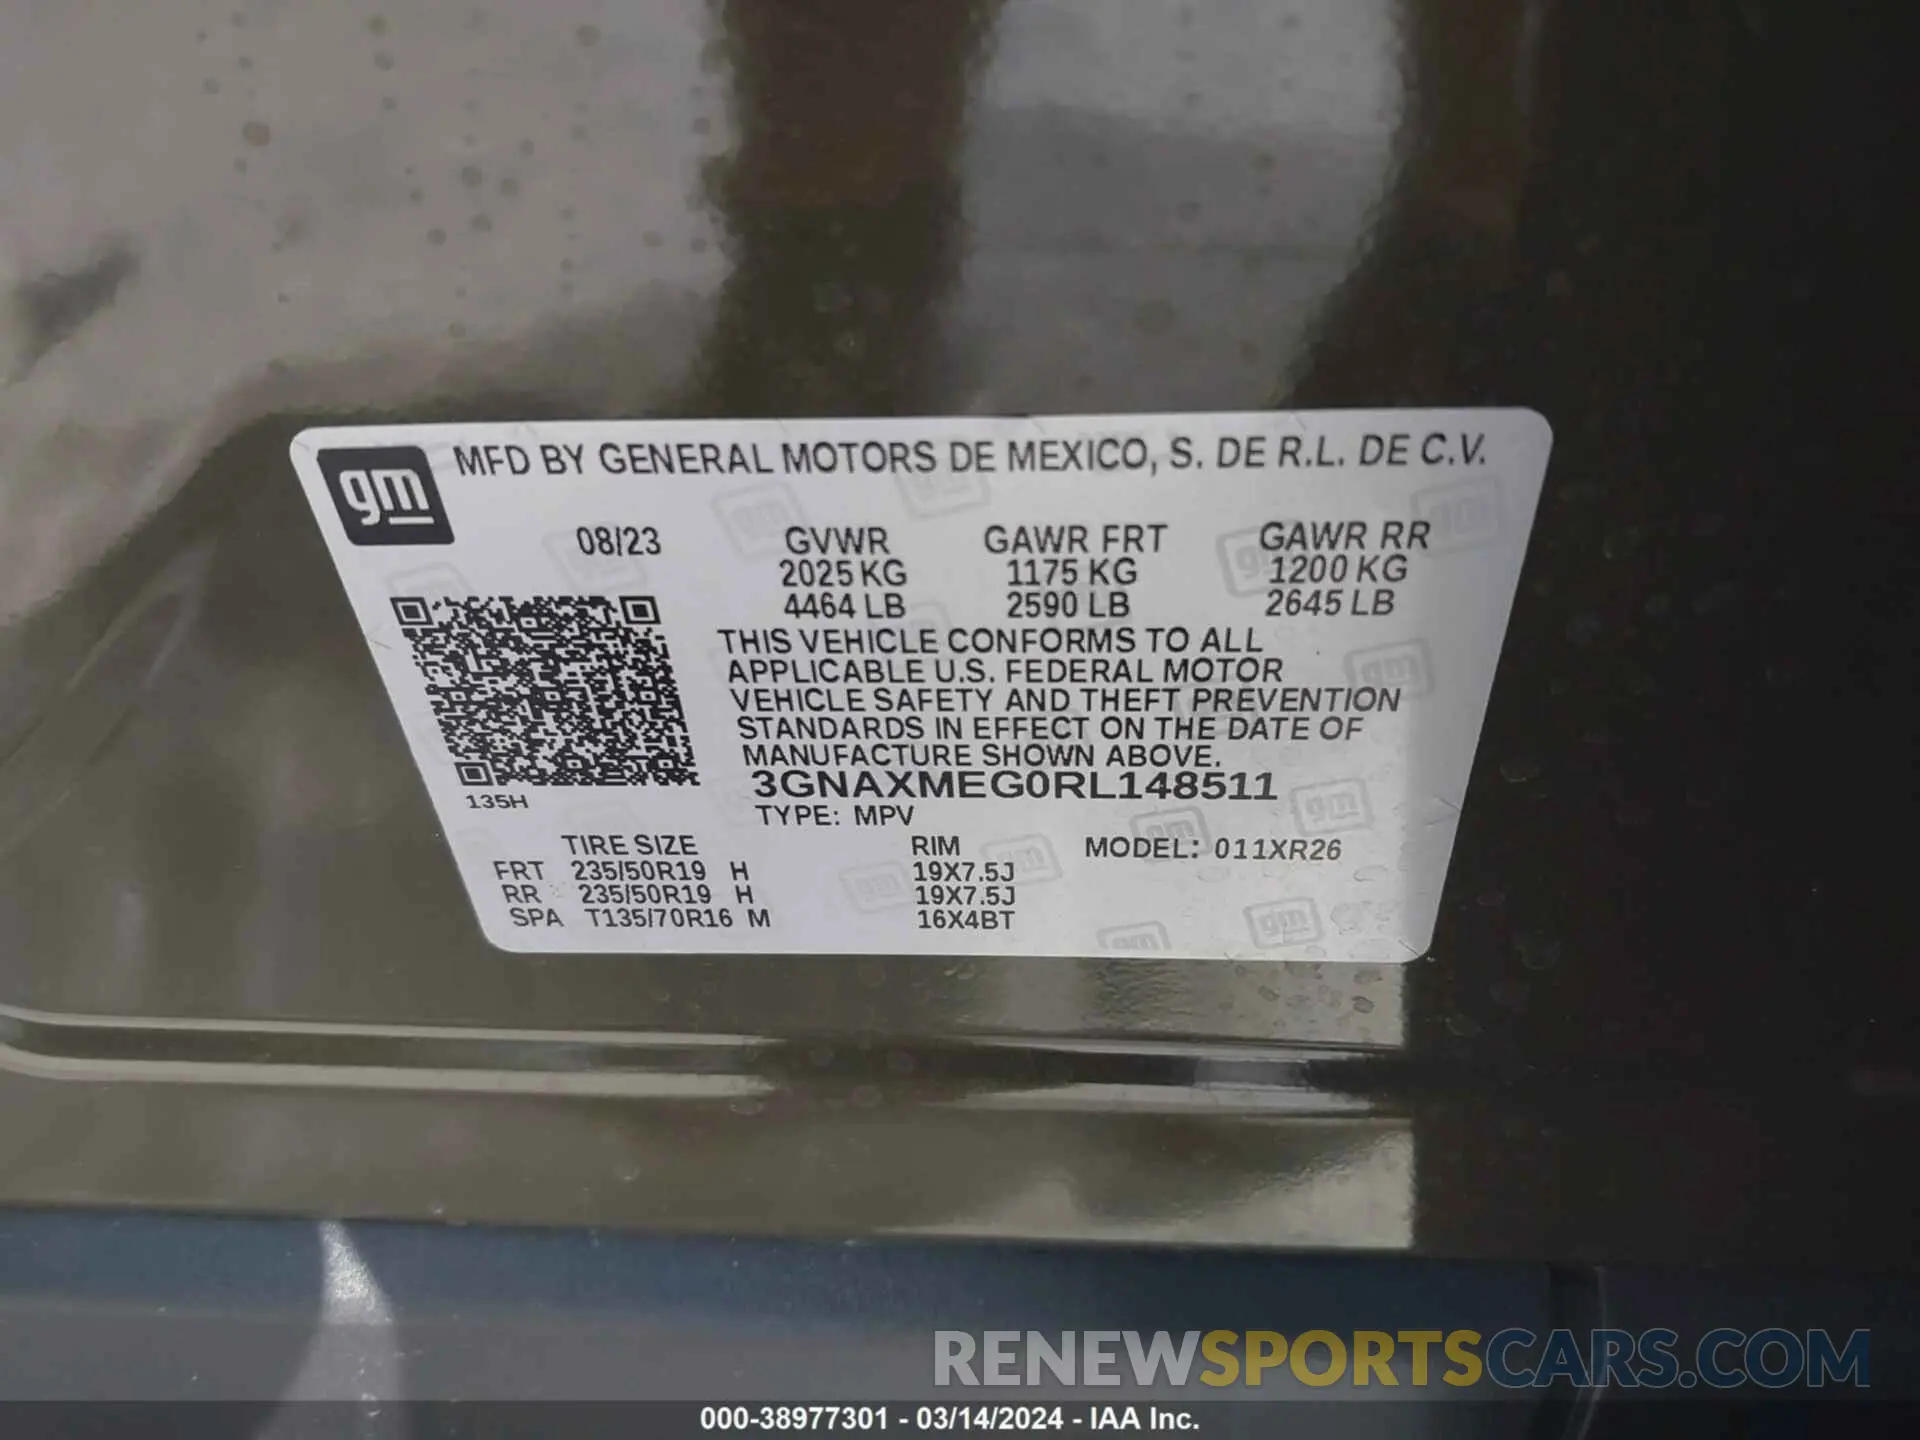 gm
MFD BY GENERAL MOTORS DE MEXICO, S. DE R.L. DE C.V.
08/23 GVWR GAWR FRT GAWR RR
2025 KG 1175 KG 1200 KG
4464 LB 2590 LB 2645 LB
THIS VEHICLE CONFORMS TO ALL
APPLICABLE U.S. FEDERAL MOTOR
VEHICLE SAFETY AND THEFT PREVENTION
STANDARDS IN EFFECT ON THE DATE OF
MANUFACTURE SHOWN ABOVE.
3GNAXMEG0RL148511
135H
TYPE: MPV
TIRE SIZE RIM MODEL: 011XR26
FRT 235/50R19 H 19X7.5J
RR 235/50R19 H 19X7.5J
SPA T135/70R16 M 16X4BT
RENEWSPORTSCARS.COM
000-38977301 - 03/14/2024 - IAA Inc.